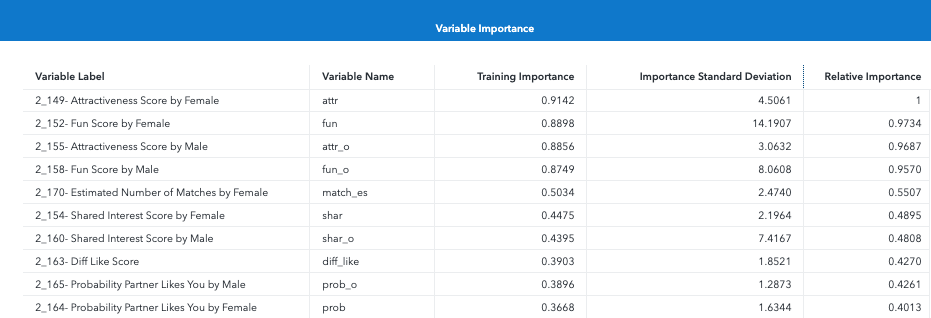 Variable Importance
Variable Label Variable Name Training Importance Importance Standard Deviation Relative Importance
2_149- Attractiveness Score by Female attr 0.9142 4.5061 1
2_152- Fun Score by Female fun 0.8898 14.1907 0.9734
2_155- Attractiveness Score by Male attr_o 0.8856 3.0632 0.9687
2_158- Fun Score by Male fun_o 0.8749 8.0608 0.9570
2_170- Estimated Number of Matches by Female match_es 0.5034 2.4740 0.5507
2_154- Shared Interest Score by Female shar 0.4475 2.1964 0.4895
2_160- Shared Interest Score by Male shar_o 0.4395 7.4167 0.4808
2_163- Diff Like Score diff_like 0.3903 1.8521 0.4270
2_165- Probability Partner Likes You by Male prob_o 0.3896 1.2873 0.4261
2_164- Probability Partner Likes You by Female prob 0.3668 1.6344 0.4013